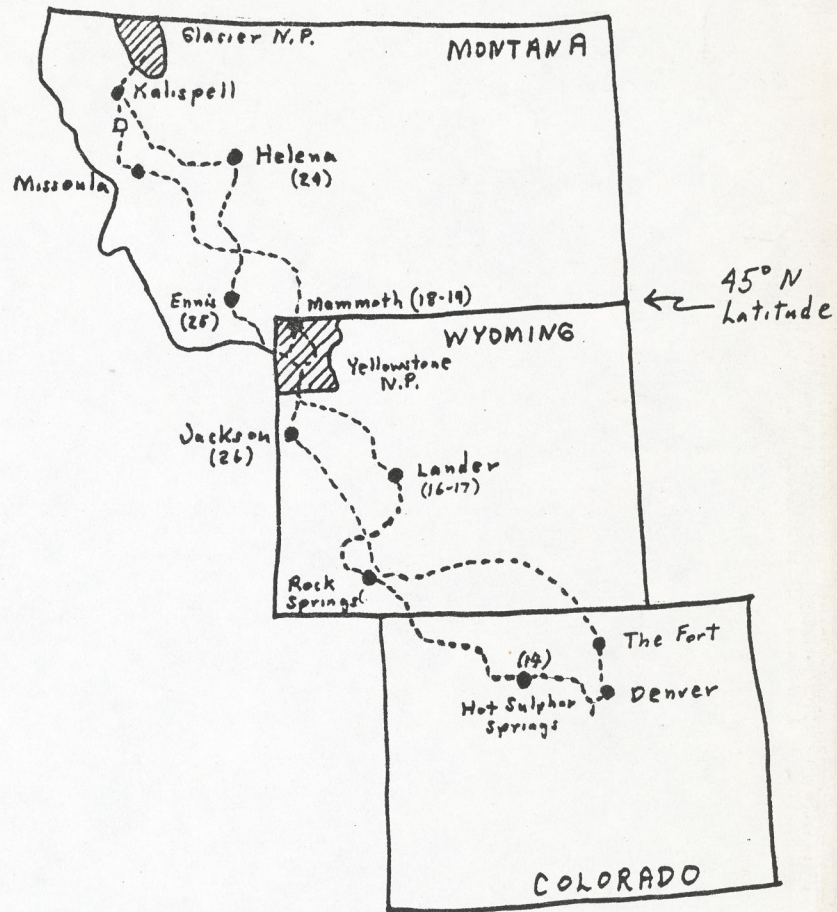 Glacier N.P.
MONTANA
Kalispell
D
Helena
(24)
Missoula
45° N
Latitude
Ennis
(25)
Mammoth (18-19)
WYOMING
Yellowstone
N.P.
Jackson
(26)
Lander
(16-17)
Rock
Springs
The Fort
(14)
Hot Sulphur
Springs
Denver
COLORADO